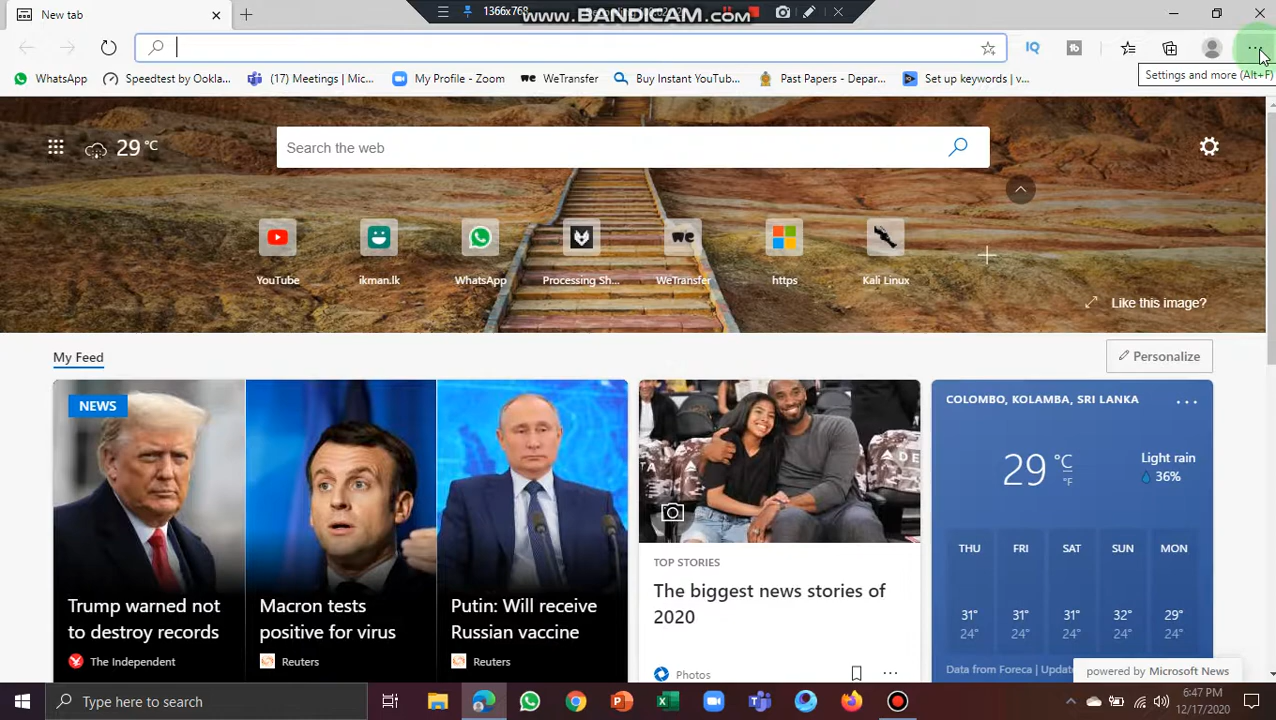 New tab
1366x768
www.BANDICAM.com
IQ
Settings and more (Alt+F)
WhatsApp
Speedtest by Ookla...
(17) Meetings | Mic...
My Profile - Zoom
we WeTransfer
Buy Instant YouTub...
Past Papers - Depar...
Set up keywords | v...
29 °C
Search the web
we
YouTube
ikman.lk
WhatsApp
Processing Sh...
WeTransfer
https
Kali Linux
Like this image?
My Feed
Personalize
NEWS
Trump warned not
to destroy records
The Independent
Macron tests
positive for virus
Reuters
Putin: Will receive
Russian vaccine
Reuters
TOP STORIES
The biggest news stories of
2020
Photos
COLOMBO, KOLAMBA, SRI LANKA
29 °C
°F
Light rain
36%
THU FRI SAT SUN MON
31° 31° 31° 32° 29°
24° 24° 24° 24° 24°
Data from Foreca | Update
powered by Microsoft News
Type here to search
6:47 PM
12/17/2020